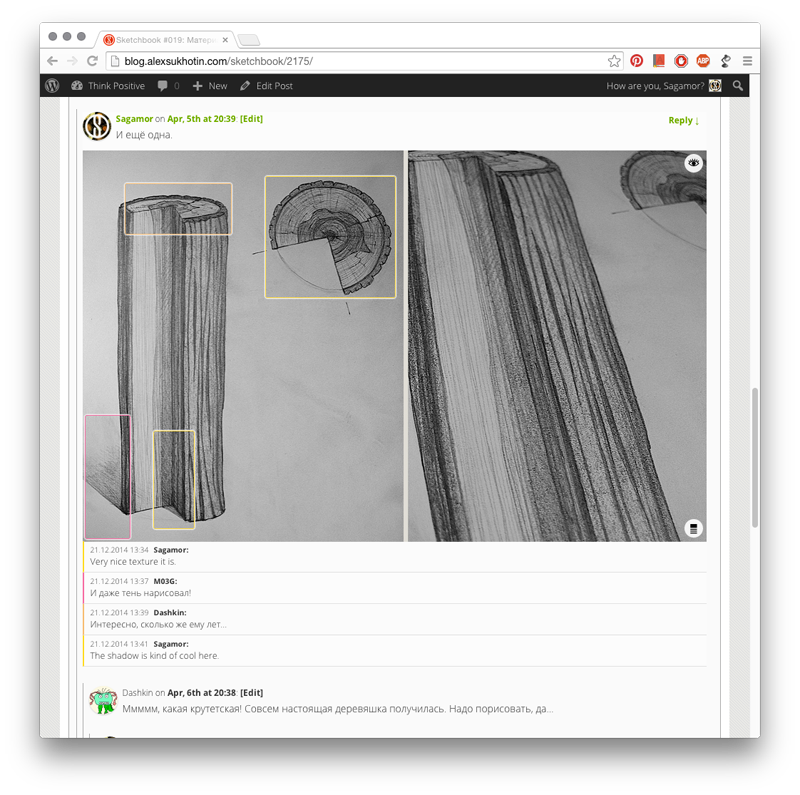 Sketchbook #019: Матери
blog.alexsukhotin.com/sketchbook/2175/
ABP
Think Positive 0 New Edit Post How are you, Sagamor?
Sagamor on Apr, 5th at 20:39 [Edit] Reply ↓
И ещё одна.
21.12.2014 13:34 Sagamor:
Very nice texture it is.
21.12.2014 13:37 M03G:
И даже тень нарисовал!
21.12.2014 13:39 Dashkin:
Интересно, сколько же ему лет...
21.12.2014 13:41 Sagamor:
The shadow is kind of cool here.
Dashkin on Apr, 6th at 20:38 [Edit]
Ммммм, какая крутетская! Совсем настоящая деревяшка получилась. Надо порисовать, да...